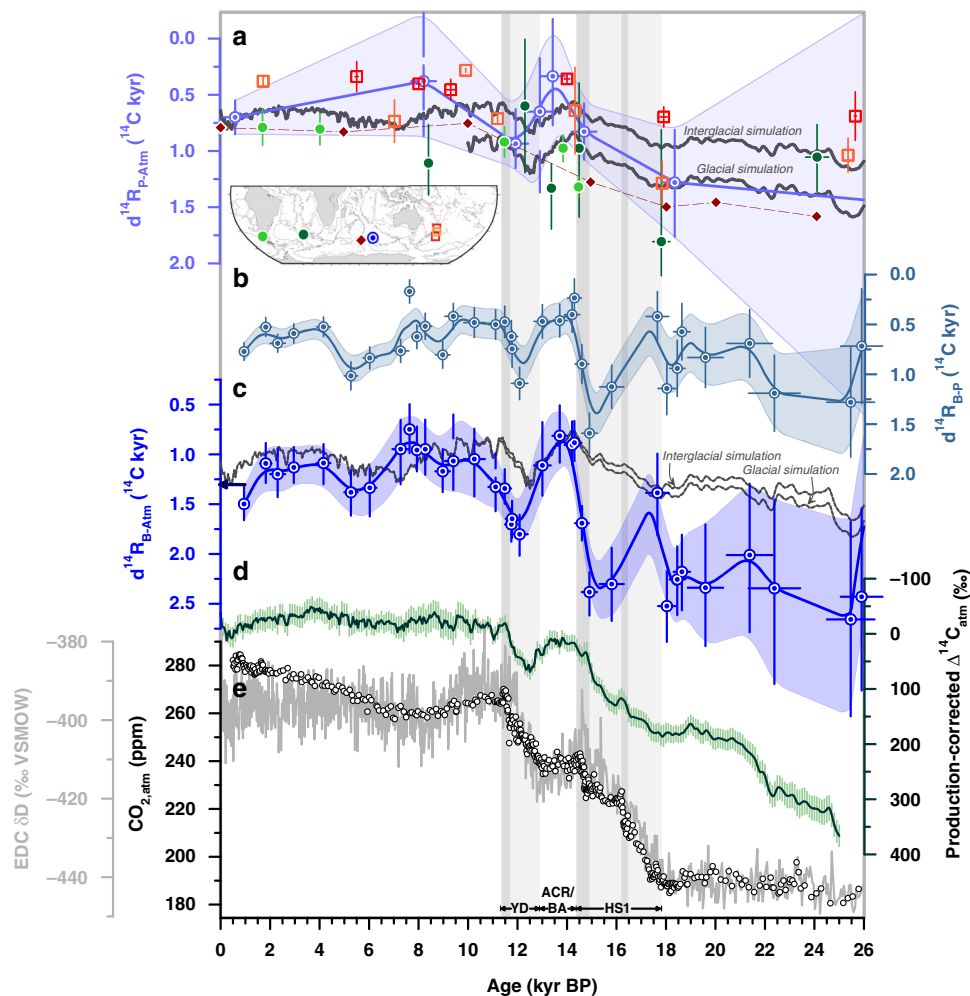 a
0.0
0.5
1.0
1.5
2.0
d¹⁴R_P-Atm (¹⁴C kyr)
Interglacial simulation
Glacial simulation
b
0.0
0.5
1.0
1.5
2.0
d¹⁴R_B-P (¹⁴C kyr)
c
0.5
1.0
1.5
2.0
2.5
d¹⁴R_B-Atm (¹⁴C kyr)
Interglacial simulation
Glacial simulation
d
−100
0
100
200
300
400
Production-corrected Δ¹⁴C_atm (‰)
e
−380
−400
−420
−440
EDC δD (‰ VSMOW)
280
260
240
220
200
180
CO₂,atm (ppm)
YD
ACR/
BA
HS1
0 2 4 6 8 10 12 14 16 18 20 22 24 26
Age (kyr BP)